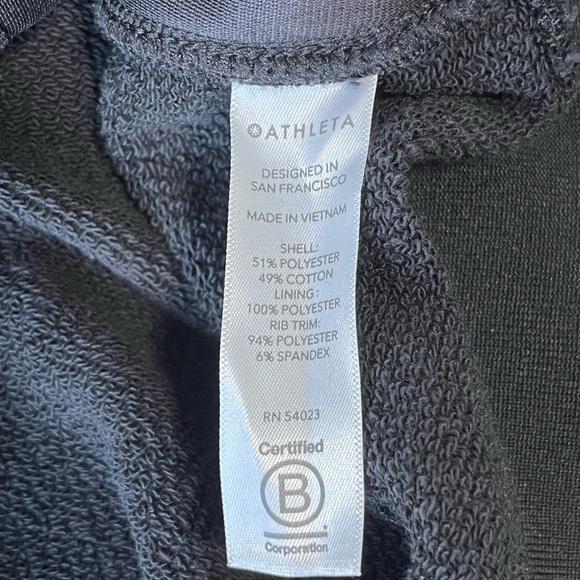 ATHLETA
DESIGNED IN
SAN FRANCISCO
MADE IN VIETNAM
SHELL:
51% POLYESTER
49% COTTON
LINING:
100% POLYESTER
RIB TRIM:
94% POLYESTER
6% SPANDEX
RN 54023
Certified
B
Corporation